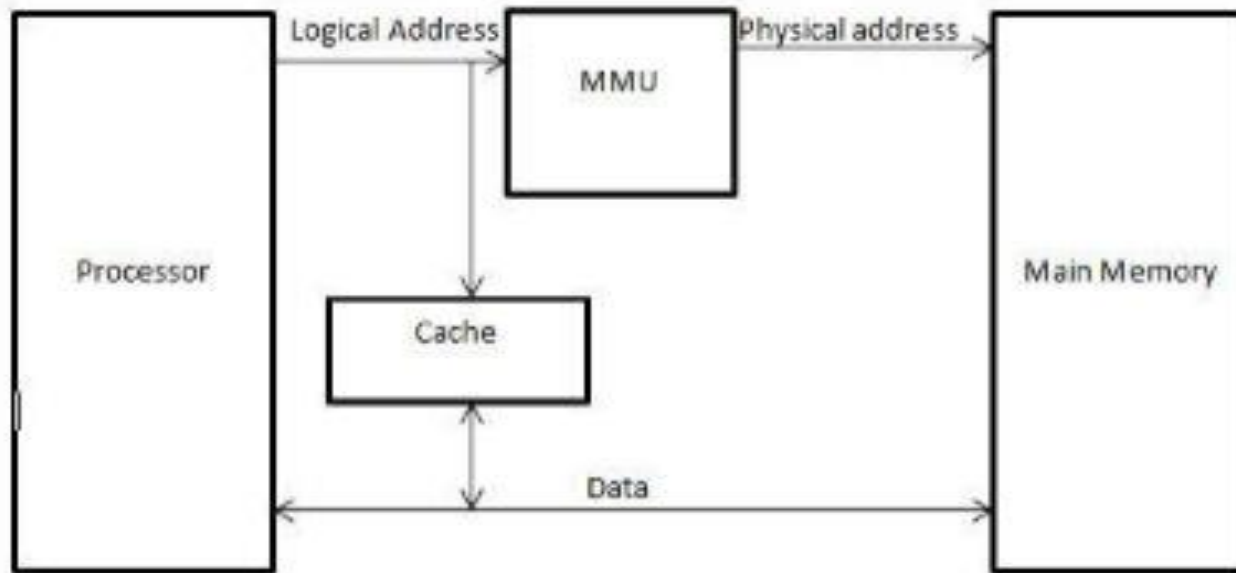 Logical Address
MMU
Physical address
Processor
Cache
Main Memory
Data